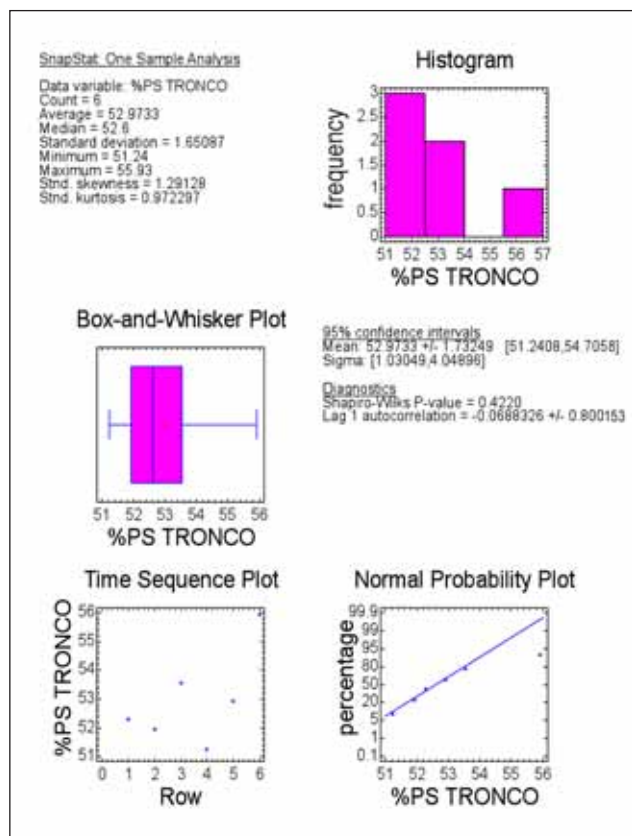 SnapStat: One Sample Analysis
Data variable: %PS TRONCO
Count = 6
Average = 52.9733
Median = 52.6
Standard deviation = 1.65087
Minimum = 51.24
Maximum = 55.93
Stnd. skewness = 1.29128
Stnd. kurtosis = 0.972297
Histogram
frequency
3
2.5
2
1.5
1
0.5
0
51 52 53 54 55 56 57
%PS TRONCO
Box-and-Whisker Plot
51 52 53 54 55 56
%PS TRONCO
95% confidence intervals
Mean: 52.9733 +/- 1.73249 [51.2408,54.7058]
Sigma: [1.03049,4.04896]
Diagnostics
Shapiro-Wilks P-value = 0.4220
Lag 1 autocorrelation = -0.0688326 +/- 0.800153
Time Sequence Plot
%PS TRONCO
56
55
54
53
52
51
0 1 2 3 4 5 6
Row
Normal Probability Plot
percentage
99.9
99
95
80
50
20
5
1
0.1
51 52 53 54 55 56
%PS TRONCO